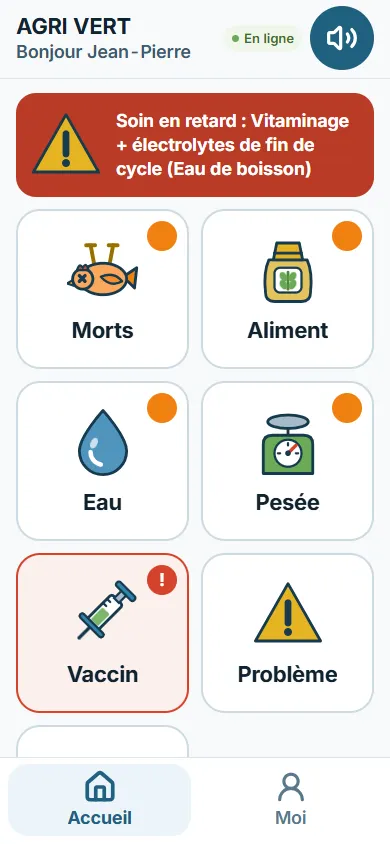 AGRI VERT
Bonjour Jean-Pierre
En ligne
Soin en retard : Vitaminage
+ électrolytes de fin de
cycle (Eau de boisson)
Morts
Aliment
Eau
Pesée
!
Vaccin
Problème
Accueil
Moi